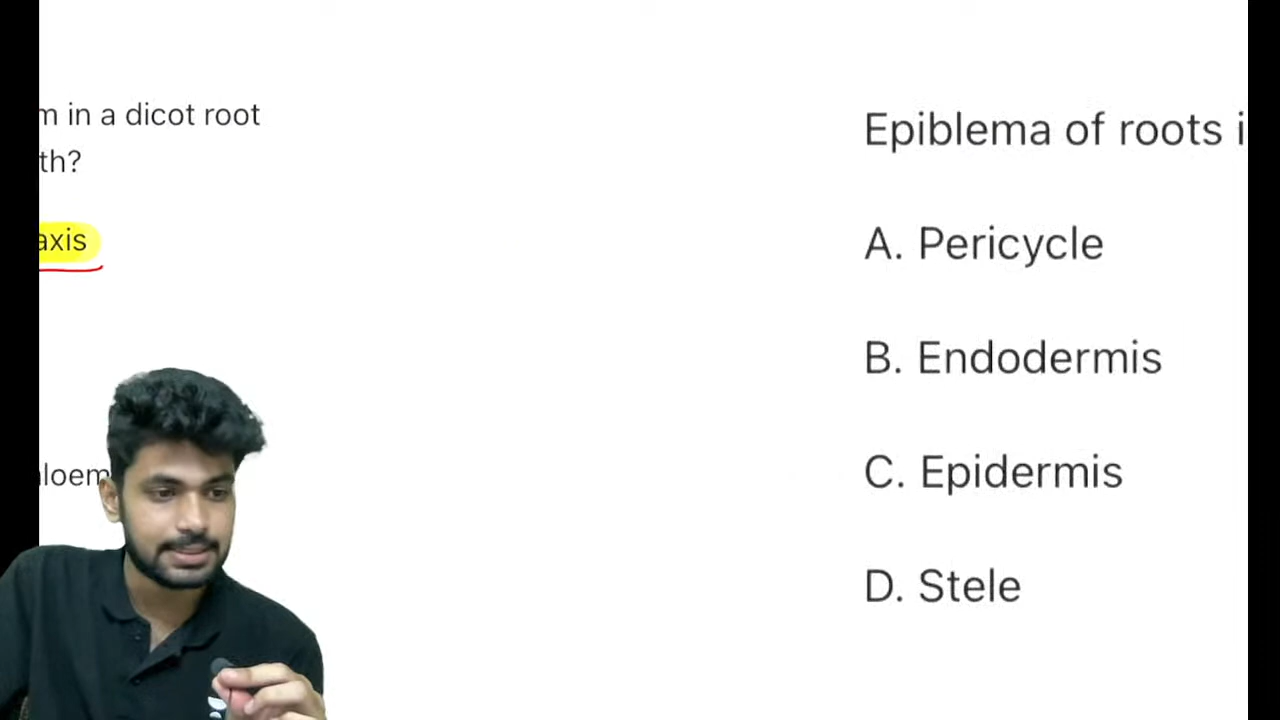 m in a dicot root
th?
axis
loem
Epiblema of roots i
A. Pericycle
B. Endodermis
C. Epidermis
D. Stele